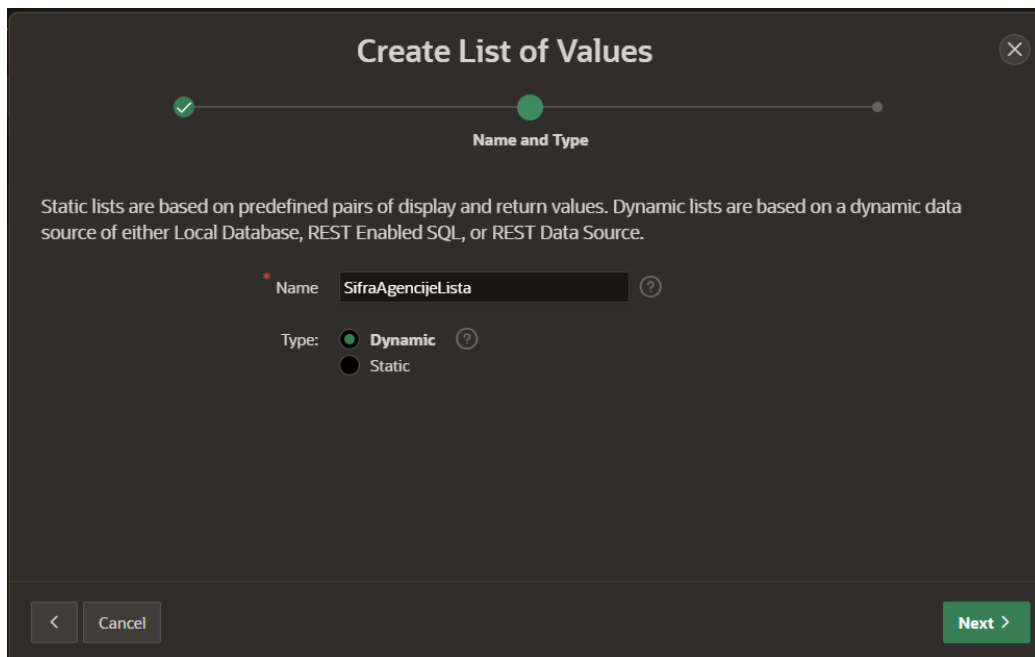 Create List of Values
Name and Type
Static lists are based on predefined pairs of display and return values. Dynamic lists are based on a dynamic data
source of either Local Database, REST Enabled SQL, or REST Data Source.
* Name SifraAgencijeLista ?
Type: Dynamic ?
Static
Cancel Next